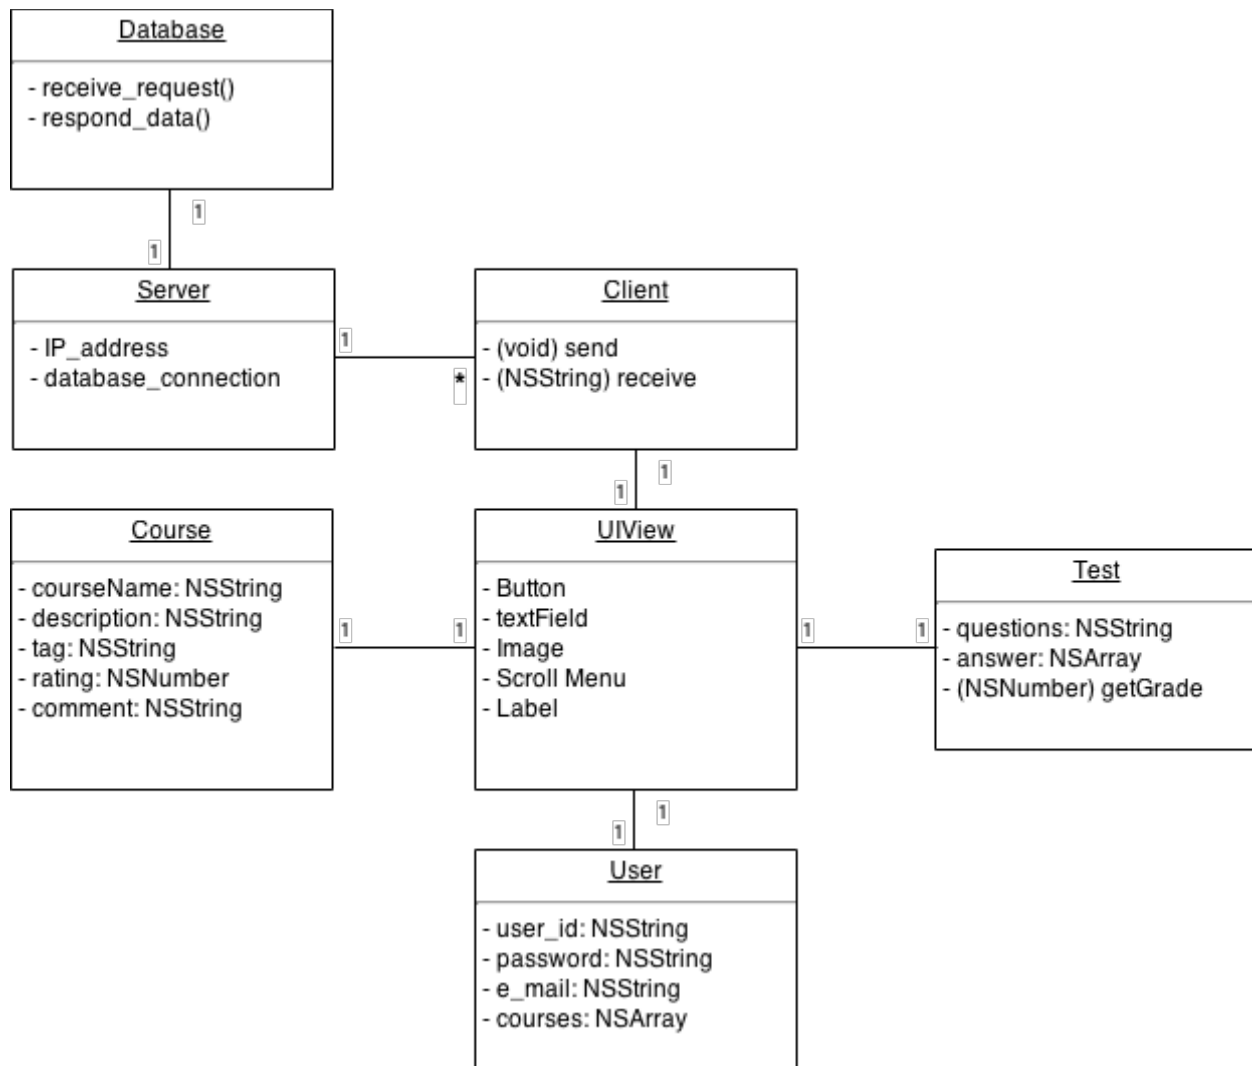 Database
- receive_request()
- respond_data()
1
1
Server
- IP_address
- database_connection
1
*
Client
- (void) send
- (NSString) receive
1
1
Course
- courseName: NSString
- description: NSString
- tag: NSString
- rating: NSNumber
- comment: NSString
1
1
UIView
- Button
- textField
- Image
- Scroll Menu
- Label
1
1
Test
- questions: NSString
- answer: NSArray
- (NSNumber) getGrade
1
1
User
- user_id: NSString
- password: NSString
- e_mail: NSString
- courses: NSArray